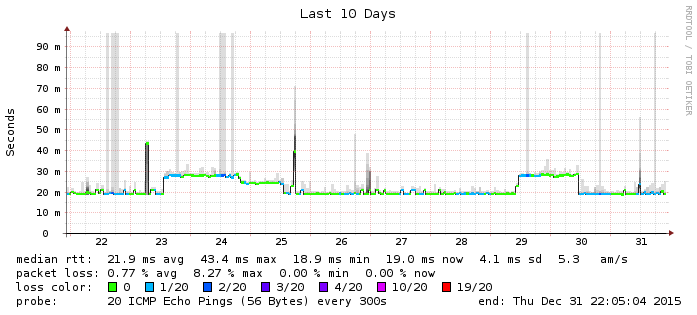 Last 10 Days
RRDTOOL / TOBI OETIKER
Seconds
90 m
80 m
70 m
60 m
50 m
40 m
30 m
20 m
10 m
0
22 23 24 25 26 27 28 29 30 31
median rtt: 21.9 ms avg 43.4 ms max 18.9 ms min 19.0 ms now 4.1 ms sd 5.3 am/s
packet loss: 0.77 % avg 8.27 % max 0.00 % min 0.00 % now
loss color: 0 1/20 2/20 3/20 4/20 10/20 19/20
probe: 20 ICMP Echo Pings (56 Bytes) every 300s end: Thu Dec 31 22:05:04 2015